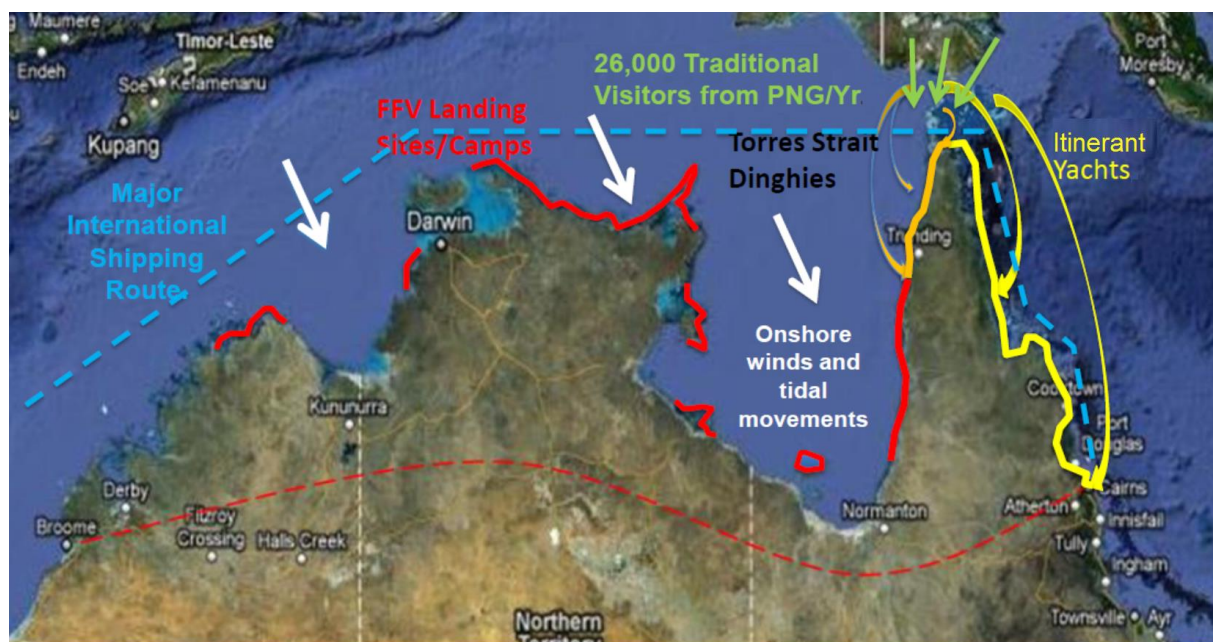 Maumere
Endeh
Timor-Leste
Soe
Kefamenanu
Kupang
Port
Moresby
26,000 Traditional
Visitors from PNG/Yr
FFV Landing
Sites/Camps
Torres Strait
Dinghies
Itinerant
Yachts
Major
International
Shipping
Route
Darwin
Onshore
winds and
tidal
movements
Kununurra
Port
Douglas
Cairns
Atherton
Innisfail
Tully
Ingham
Townsville
Ayr
Normanton
Derby
Broome
Fitzroy
Crossing
Halls Creek
Northern
Territory